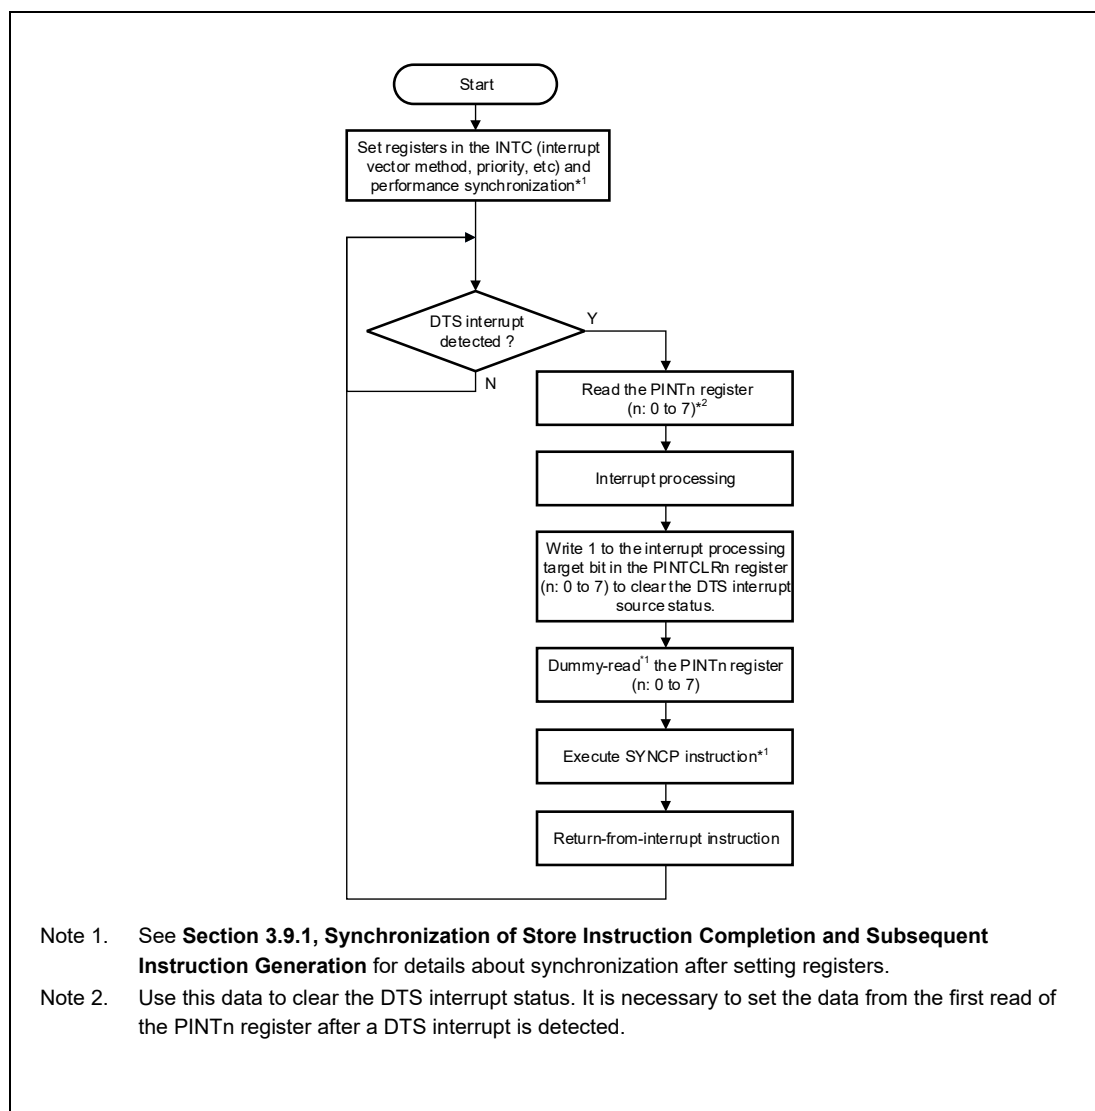 Start
Set registers in the INTC (interrupt
vector method, priority, etc) and
performance synchronization*1
DTS interrupt
detected ?
Y
N
Read the PINTn register
(n: 0 to 7)*2
Interrupt processing
Write 1 to the interrupt processing
target bit in the PINTCLRn register
(n: 0 to 7) to clear the DTS interrupt
source status.
Dummy-read*1 the PINTn register
(n: 0 to 7)
Execute SYNCP instruction*1
Return-from-interrupt instruction
Note 1. See Section 3.9.1, Synchronization of Store Instruction Completion and Subsequent
Instruction Generation for details about synchronization after setting registers.
Note 2. Use this data to clear the DTS interrupt status. It is necessary to set the data from the first read of
the PINTn register after a DTS interrupt is detected.